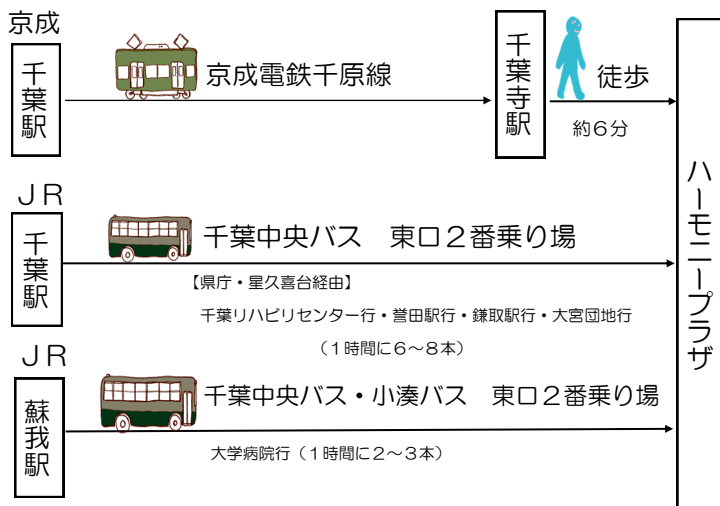 京成
千葉駅
京成電鉄千原線
千葉寺駅
徒歩
約6分
JR
千葉駅
千葉中央バス　東口2番乗り場
【県庁・星久喜台経由】
千葉リハビリセンター行・誉田駅行・鎌取駅行・大宮団地行
（1時間に6～8本）
JR
蘇我駅
千葉中央バス・小湊バス　東口2番乗り場
大学病院行（1時間に2～3本）
ハーモニープラザ